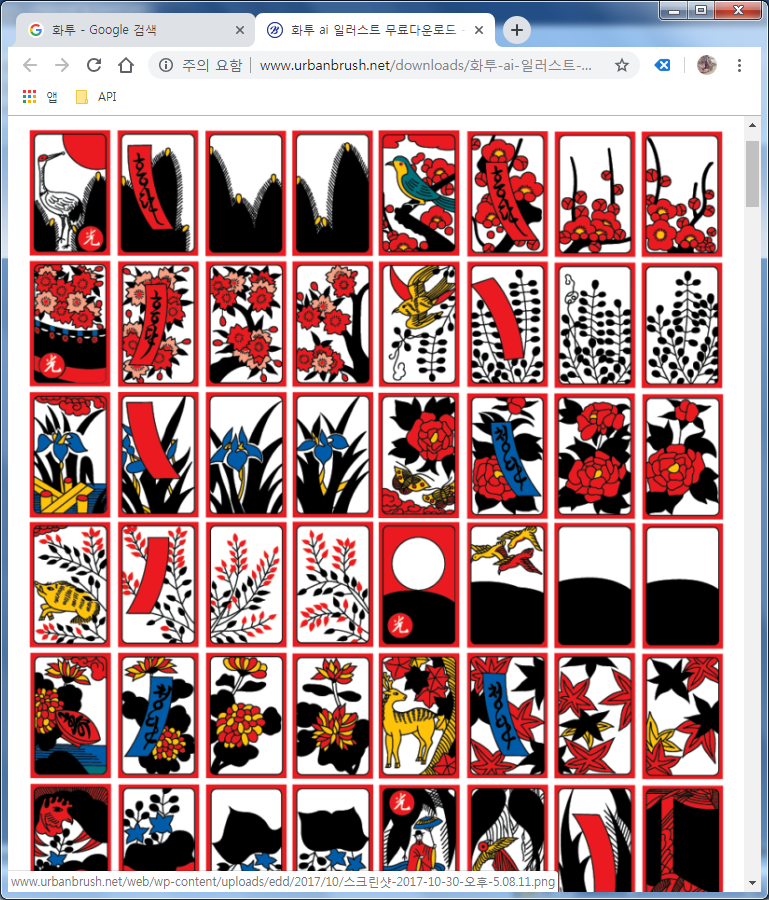 화투 - Google 검색
화투 ai 일러스트 무료다운로드 -
주의 요함 | www.urbanbrush.net/downloads/화투-ai-일러스트-...
앱 API
光 홍단 홍단
光 홍단
청단
光
청단 청단
光
www.urbanbrush.net/web/wp-content/uploads/edd/2017/10/스크린샷-2017-10-30-오후-5.08.11.png